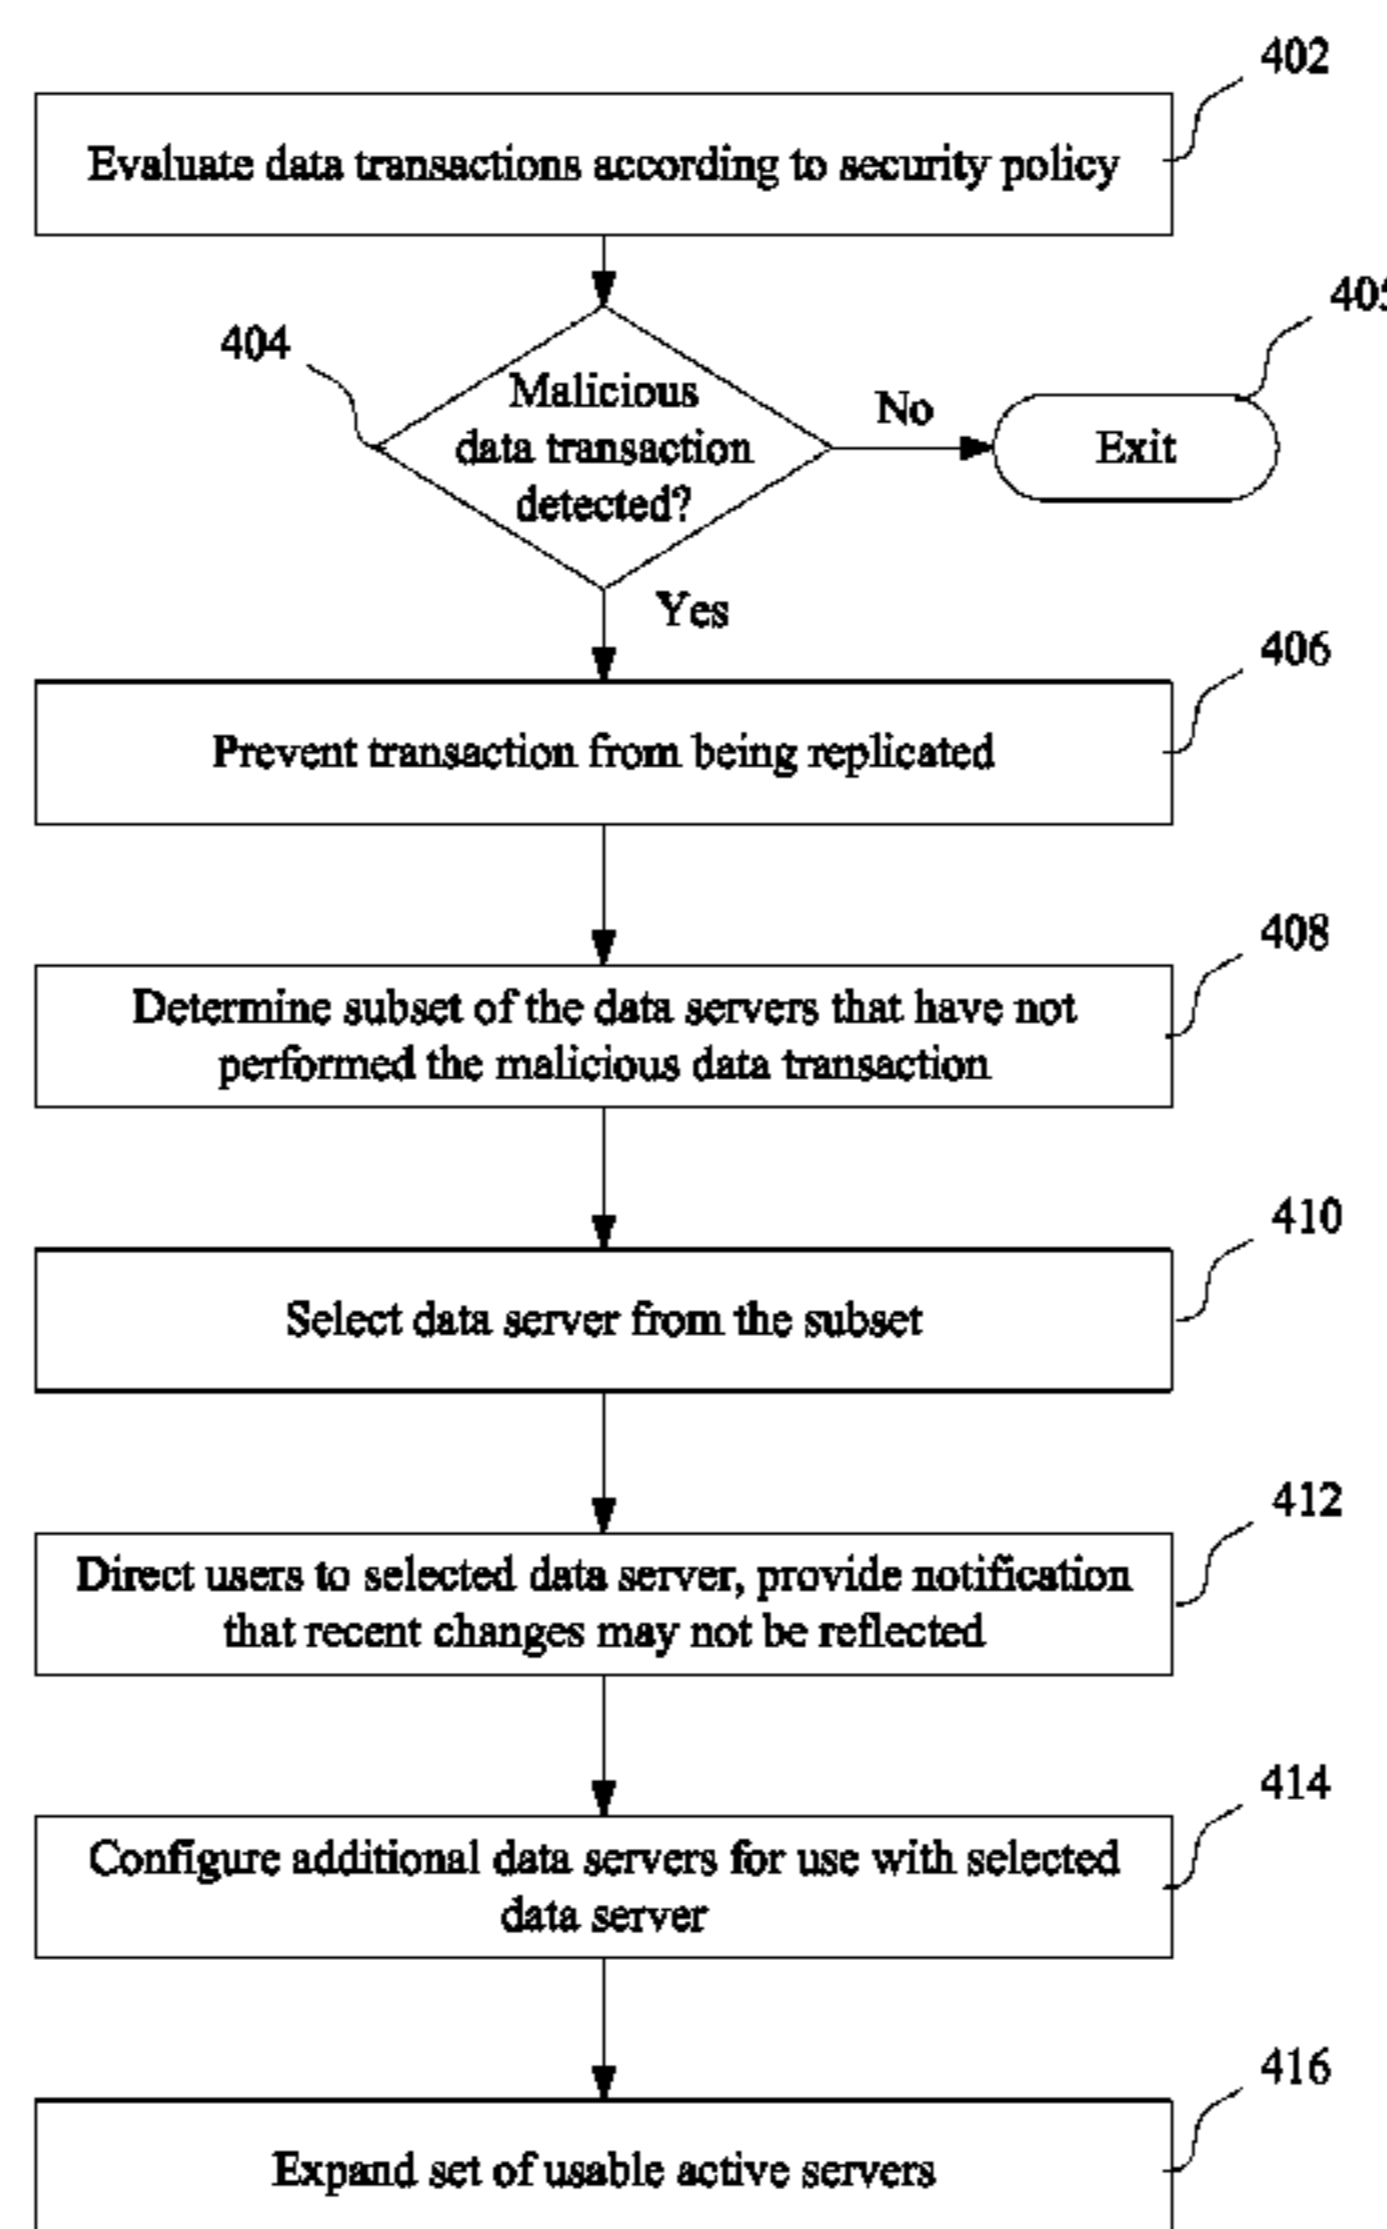 402
Evaluate data transactions according to security policy
405
404
Malicious
data transaction
detected?
No
Exit
Yes
406
Prevent transaction from being replicated
408
Determine subset of the data servers that have not
performed the malicious data transaction
410
Select data server from the subset
412
Direct users to selected data server, provide notification
that recent changes may not be reflected
414
Configure additional data servers for use with selected
data server
416
Expand set of usable active servers